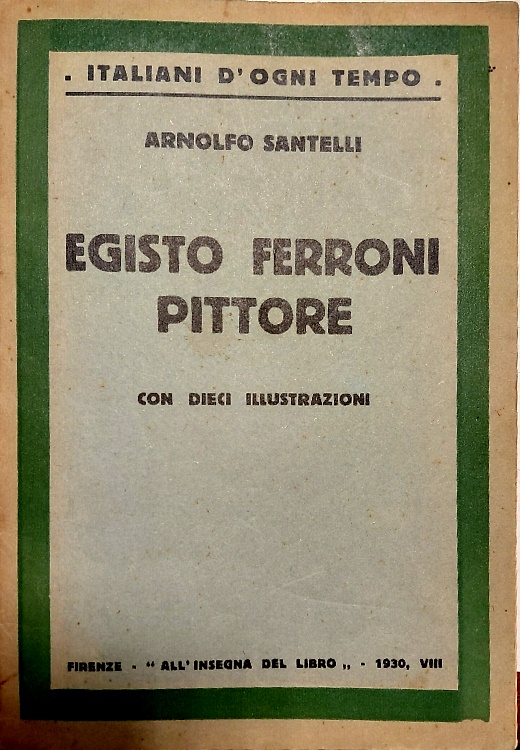 . ITALIANI D'OGNI TEMPO .
ARNOLFO SANTELLI
EGISTO FERRONI
PITTORE
CON DIECI ILLUSTRAZIONI
FIRENZE - “ ALL'INSEGNA DEL LIBRO „ - 1930, VIII